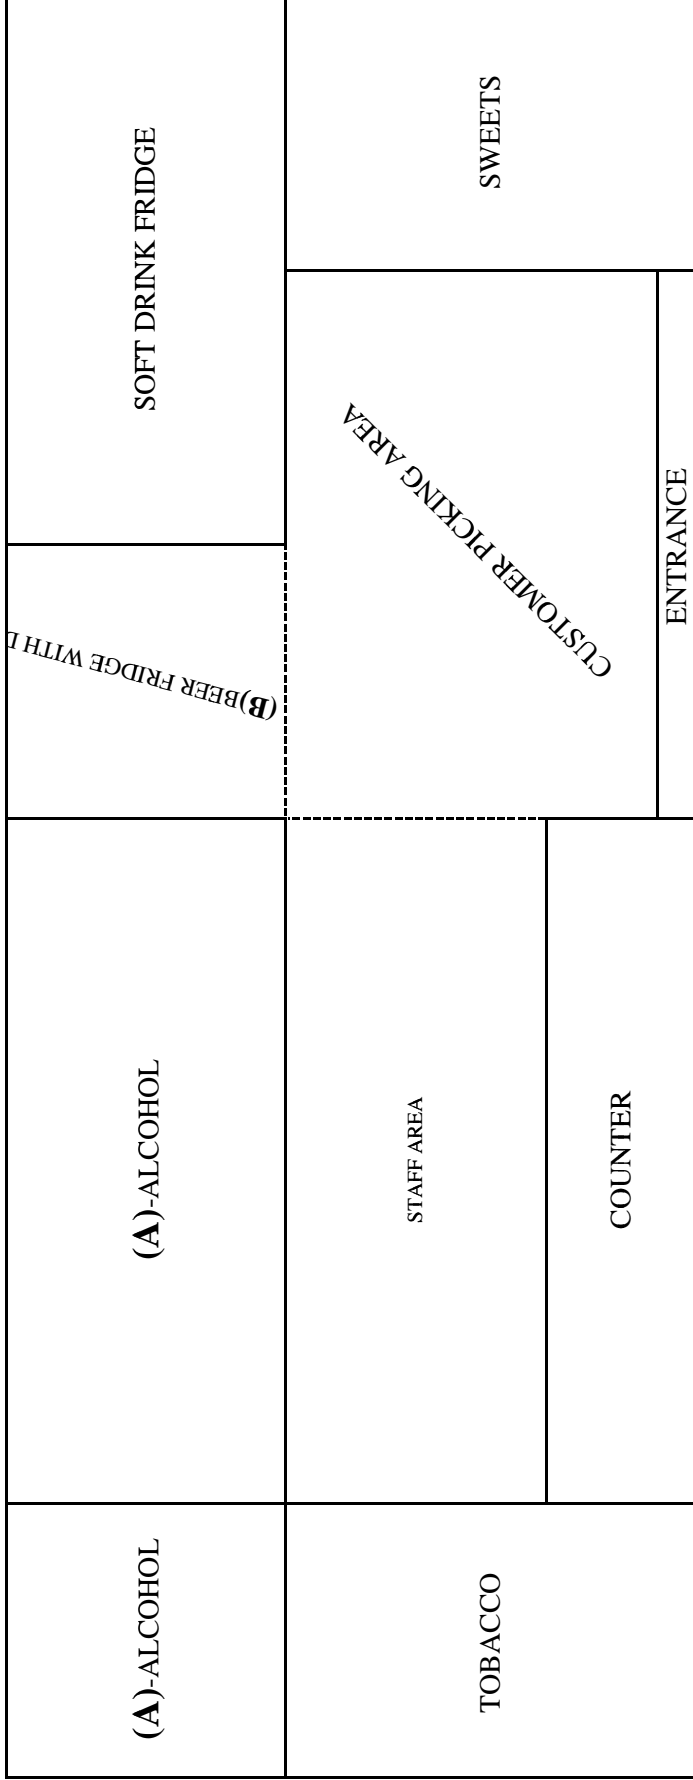 (A)-ALCOHOL
(A)-ALCOHOL
(B)BEER FRIDGE WITH
SOFT DRINK FRIDGE
TOBACCO
STAFF AREA
COUNTER
CUSTOMER PICKING AREA
ENTRANCE
SWEETS